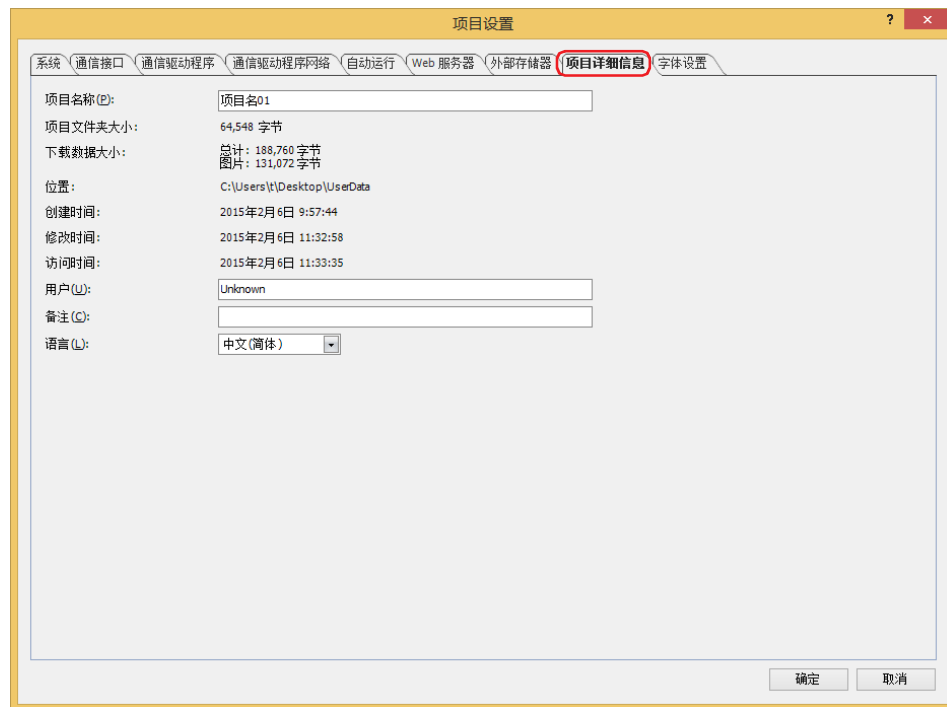 项目设置
?
系统 通信接口 通信驱动程序 通信驱动程序网络 自动运行 Web 服务器 外部存储器 项目详细信息 字体设置
项目名称(P): 项目名01
项目文件夹大小: 64,548 字节
下载数据大小: 总计: 188,760 字节
图片: 131,072 字节
位置: C:\Users\t\Desktop\UserData
创建时间: 2015年2月6日 9:57:44
修改时间: 2015年2月6日 11:32:58
访问时间: 2015年2月6日 11:33:35
用户(U): Unknown
备注(C):
语言(L): 中文(简体)
确定 取消